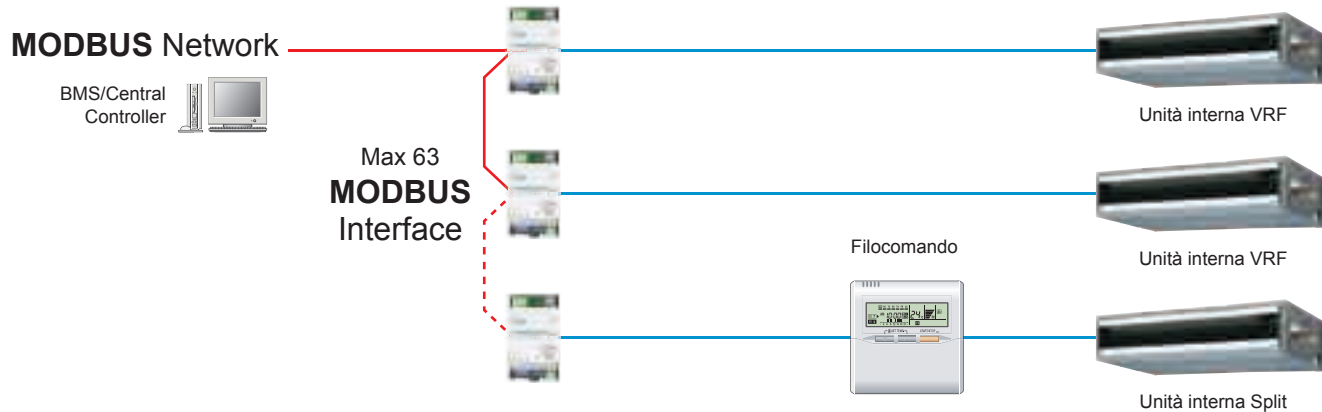 MODBUS Network
BMS/Central
Controller
Unità interna VRF
Max 63
MODBUS
Interface
Unità interna VRF
Filocomando
Unità interna Split